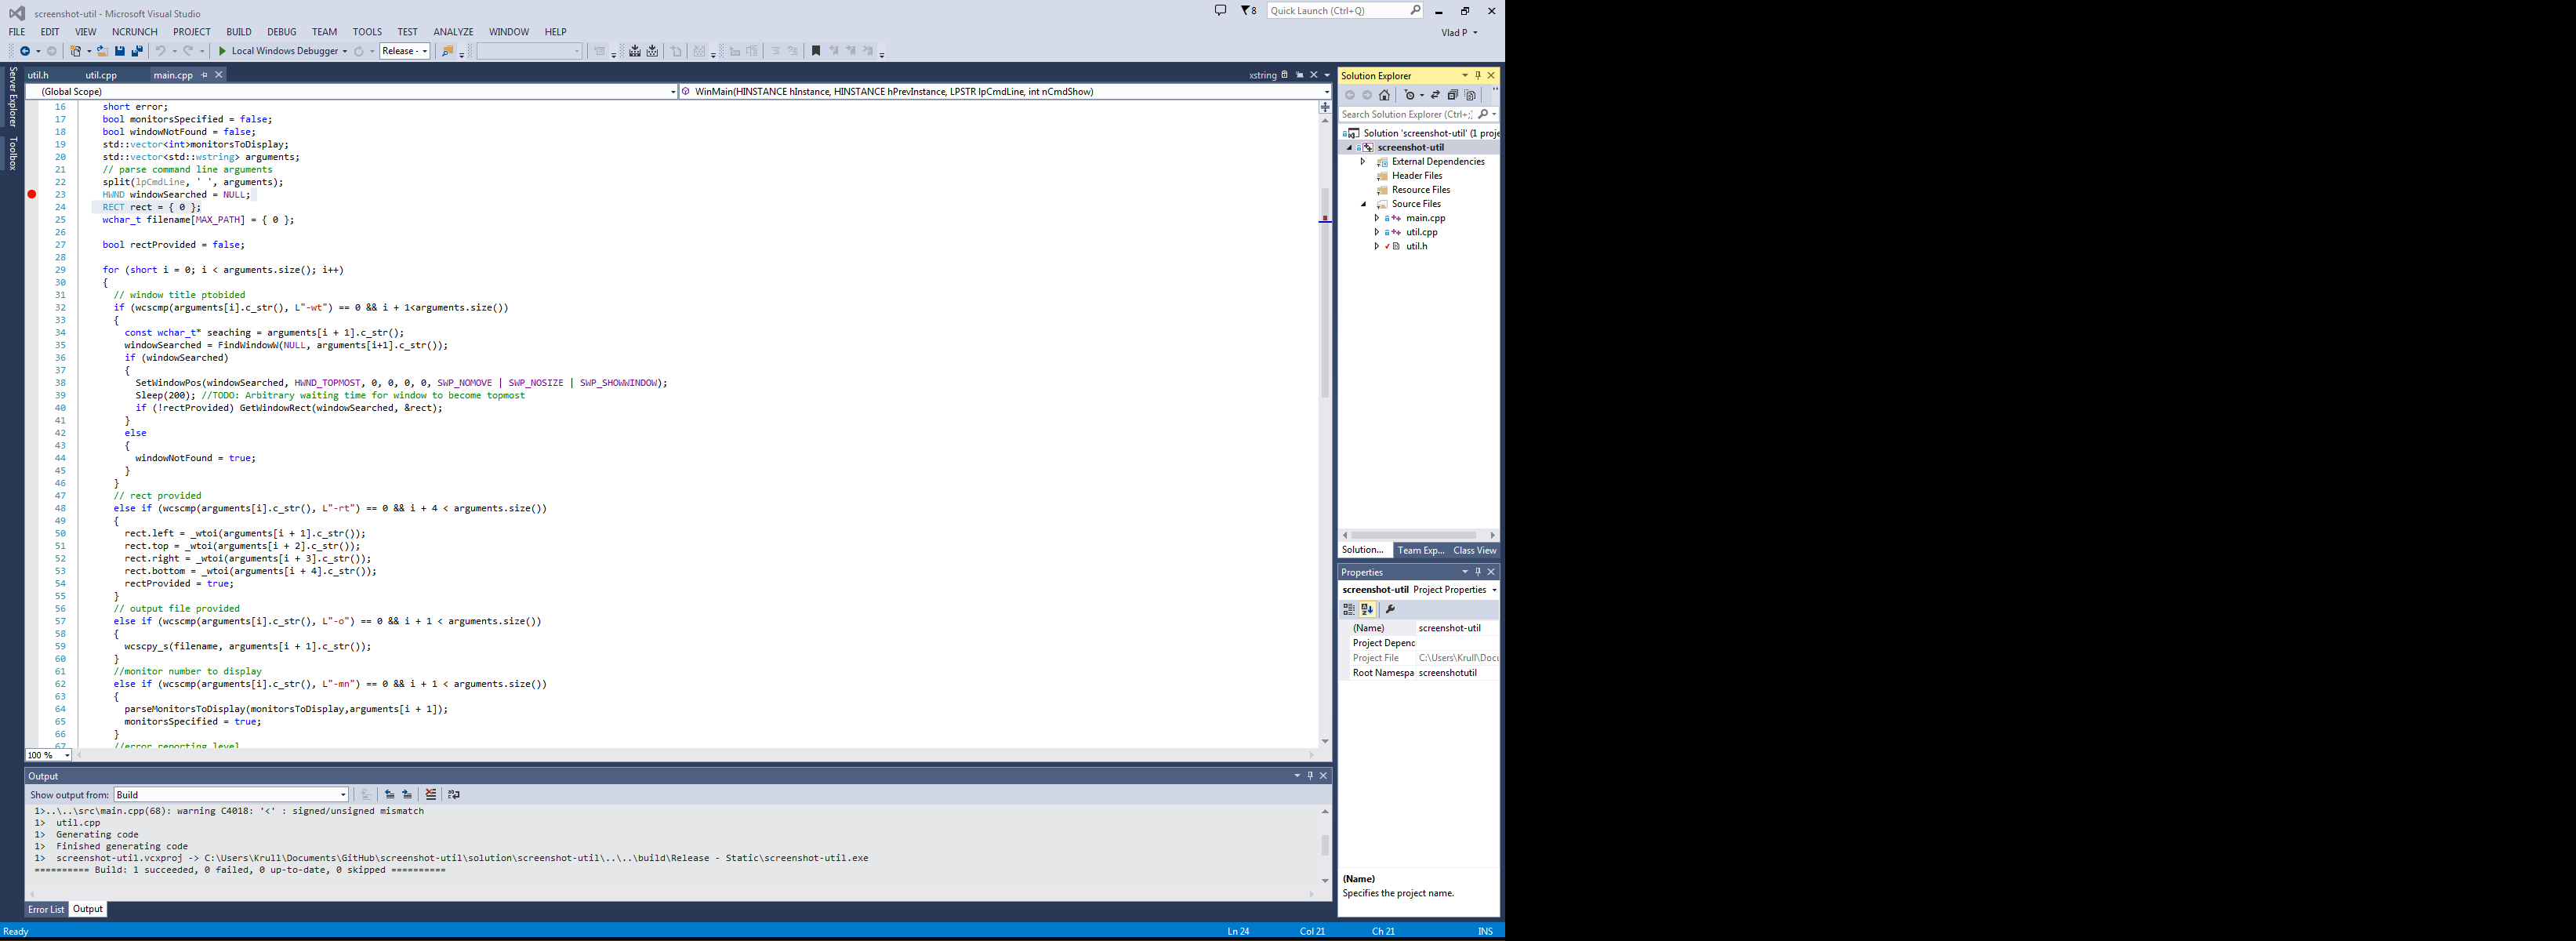 screenshot-util - Microsoft Visual Studio
8
Quick Launch (Ctrl+Q)
FILE EDIT VIEW NCRUNCH PROJECT BUILD DEBUG TEAM TOOLS TEST ANALYZE WINDOW HELP
Vlad P
Local Windows Debugger
Release -
Server Explorer
Toolbox
util.h util.cpp main.cpp
xstring
(Global Scope)
WinMain(HINSTANCE hInstance, HINSTANCE hPrevInstance, LPSTR lpCmdLine, int nCmdShow)
16 short error;
17 bool monitorsSpecified = false;
18 bool windowNotFound = false;
19 std::vector<int>monitorsToDisplay;
20 std::vector<std::wstring> arguments;
21 // parse command line arguments
22 split(lpCmdLine, ' ', arguments);
23 HWND windowSearched = NULL;
24 RECT rect = { 0 };
25 wchar_t filename[MAX_PATH] = { 0 };
26
27 bool rectProvided = false;
28
29 for (short i = 0; i < arguments.size(); i++)
30 {
31 // window title ptobided
32 if (wcscmp(arguments[i].c_str(), L"-wt") == 0 && i + 1<arguments.size())
33 {
34 const wchar_t* seaching = arguments[i + 1].c_str();
35 windowSearched = FindWindowW(NULL, arguments[i+1].c_str());
36 if (windowSearched)
37 {
38 SetWindowPos(windowSearched, HWND_TOPMOST, 0, 0, 0, 0, SWP_NOMOVE | SWP_NOSIZE | SWP_SHOWWINDOW);
39 Sleep(200); //TODO: Arbitrary waiting time for window to become topmost
40 if (!rectProvided) GetWindowRect(windowSearched, &rect);
41 }
42 else
43 {
44 windowNotFound = true;
45 }
46 }
47 // rect provided
48 else if (wcscmp(arguments[i].c_str(), L"-rt") == 0 && i + 4 < arguments.size())
49 {
50 rect.left = _wtoi(arguments[i + 1].c_str());
51 rect.top = _wtoi(arguments[i + 2].c_str());
52 rect.right = _wtoi(arguments[i + 3].c_str());
53 rect.bottom = _wtoi(arguments[i + 4].c_str());
54 rectProvided = true;
55 }
56 // output file provided
57 else if (wcscmp(arguments[i].c_str(), L"-o") == 0 && i + 1 < arguments.size())
58 {
59 wcscpy_s(filename, arguments[i + 1].c_str());
60 }
61 //monitor number to display
62 else if (wcscmp(arguments[i].c_str(), L"-mn") == 0 && i + 1 < arguments.size())
63 {
64 parseMonitorsToDisplay(monitorsToDisplay,arguments[i + 1]);
65 monitorsSpecified = true;
66 }
67 //error reporting level
100 %
Output
Show output from: Build
1>..\..\src\main.cpp(68): warning C4018: '<' : signed/unsigned mismatch
1> util.cpp
1> Generating code
1> Finished generating code
1> screenshot-util.vcxproj -> C:\Users\Krull\Documents\GitHub\screenshot-util\solution\screenshot-util\..\..\build\Release - Static\screenshot-util.exe
========== Build: 1 succeeded, 0 failed, 0 up-to-date, 0 skipped ==========
Error List Output
Solution Explorer
Search Solution Explorer (Ctrl+;)
Solution 'screenshot-util' (1 proje
screenshot-util
External Dependencies
Header Files
Resource Files
Source Files
main.cpp
util.cpp
util.h
Solution... Team Exp... Class View
Properties
screenshot-util Project Properties
(Name) screenshot-util
Project Depend
Project File C:\Users\Krull\Docu
Root Namespa screenshotutil
(Name)
Specifies the project name.
Ready
Ln 24 Col 21 Ch 21 INS